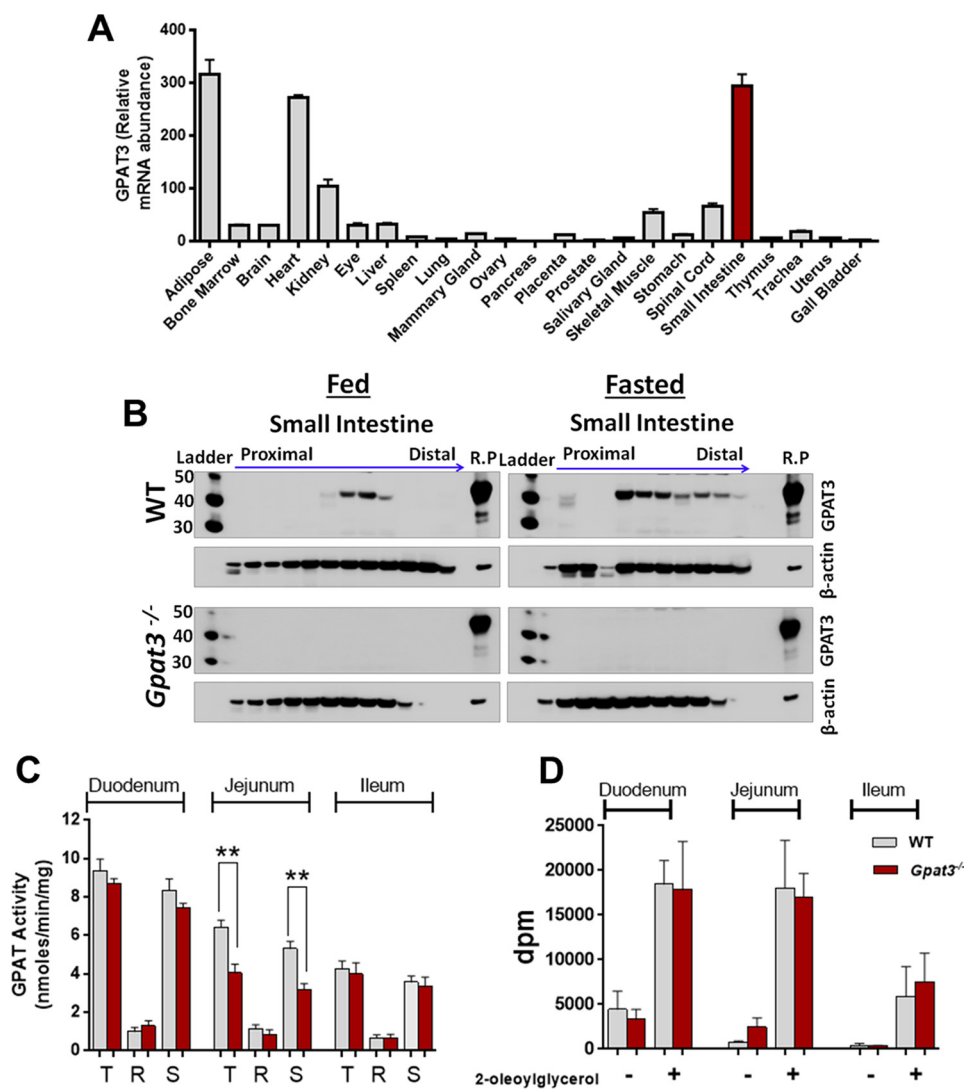 A
GPAT3 (Relative
mRNA abundance)
400
300
200
100
0
Adipose
Bone Marrow
Brain
Heart
Kidney
Eye
Liver
Spleen
Lung
Mammary Gland
Ovary
Pancreas
Placenta
Prostate
Salivary Gland
Skeletal Muscle
Stomach
Spinal Cord
Small Intestine
Thymus
Trachea
Uterus
Gall Bladder
B
Fed
Fasted
Small Intestine
Small Intestine
Ladder Proximal Distal R.P
Ladder Proximal Distal R.P
WT
50
40
30
GPAT3
β-actin
Gpat3 -/-
50
40
30
GPAT3
β-actin
C
Duodenum Jejunum Ileum
GPAT Activity
(nmoles/min/mg)
12
10
8
6
4
2
0
** **
T R S T R S T R S
D
Duodenum Jejunum Ileum
dpm
25000
20000
15000
10000
5000
0
WT
Gpat3-/-
2-oleoylglycerol - + - + - +